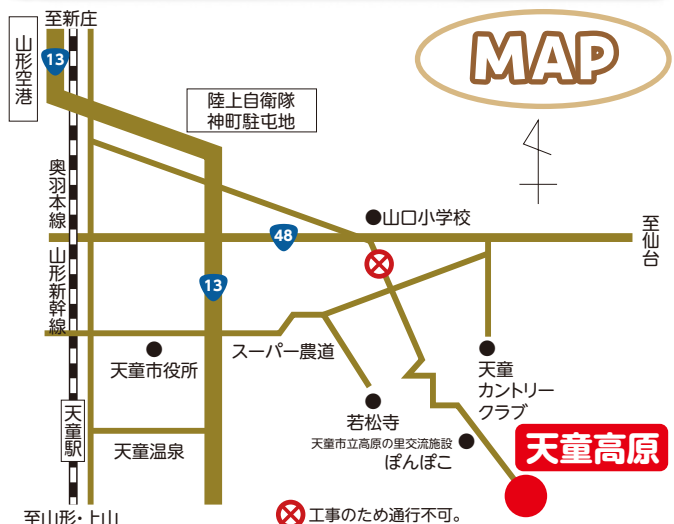 至新庄
MAP
山形空港
13
陸上自衛隊
神町駐屯地
奥羽本線
山口小学校
至仙台
48
山形新幹線
13
スーパー農道
天童市役所
天童
カントリー
クラブ
天童駅
若松寺
天童温泉
天童市立高原の里交流施設
ぽんぽこ
天童高原
至山形・上山
工事のため通行不可。